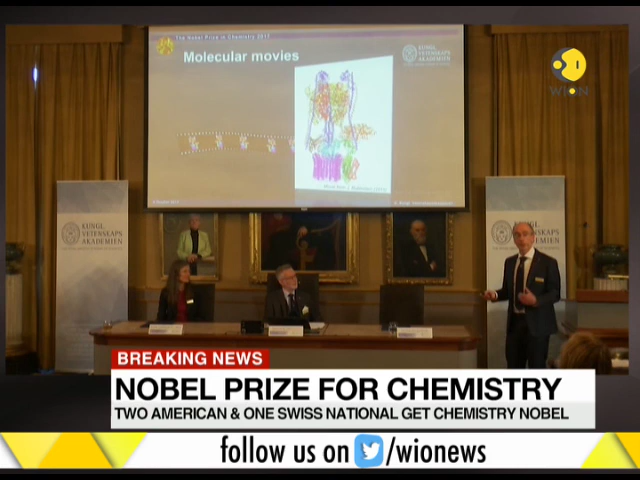 The Nobel Prize in Chemistry 2017
Molecular movies
KUNGL.
VETENSKAPS
AKADEMIEN
WION
KUNGL.
VETENSKAPS
AKADEMIEN
KUNGL.
VETENSKAPS
AKADEMIEN
BREAKING NEWS
NOBEL PRIZE FOR CHEMISTRY
TWO AMERICAN & ONE SWISS NATIONAL GET CHEMISTRY NOBEL
follow us on /wionews